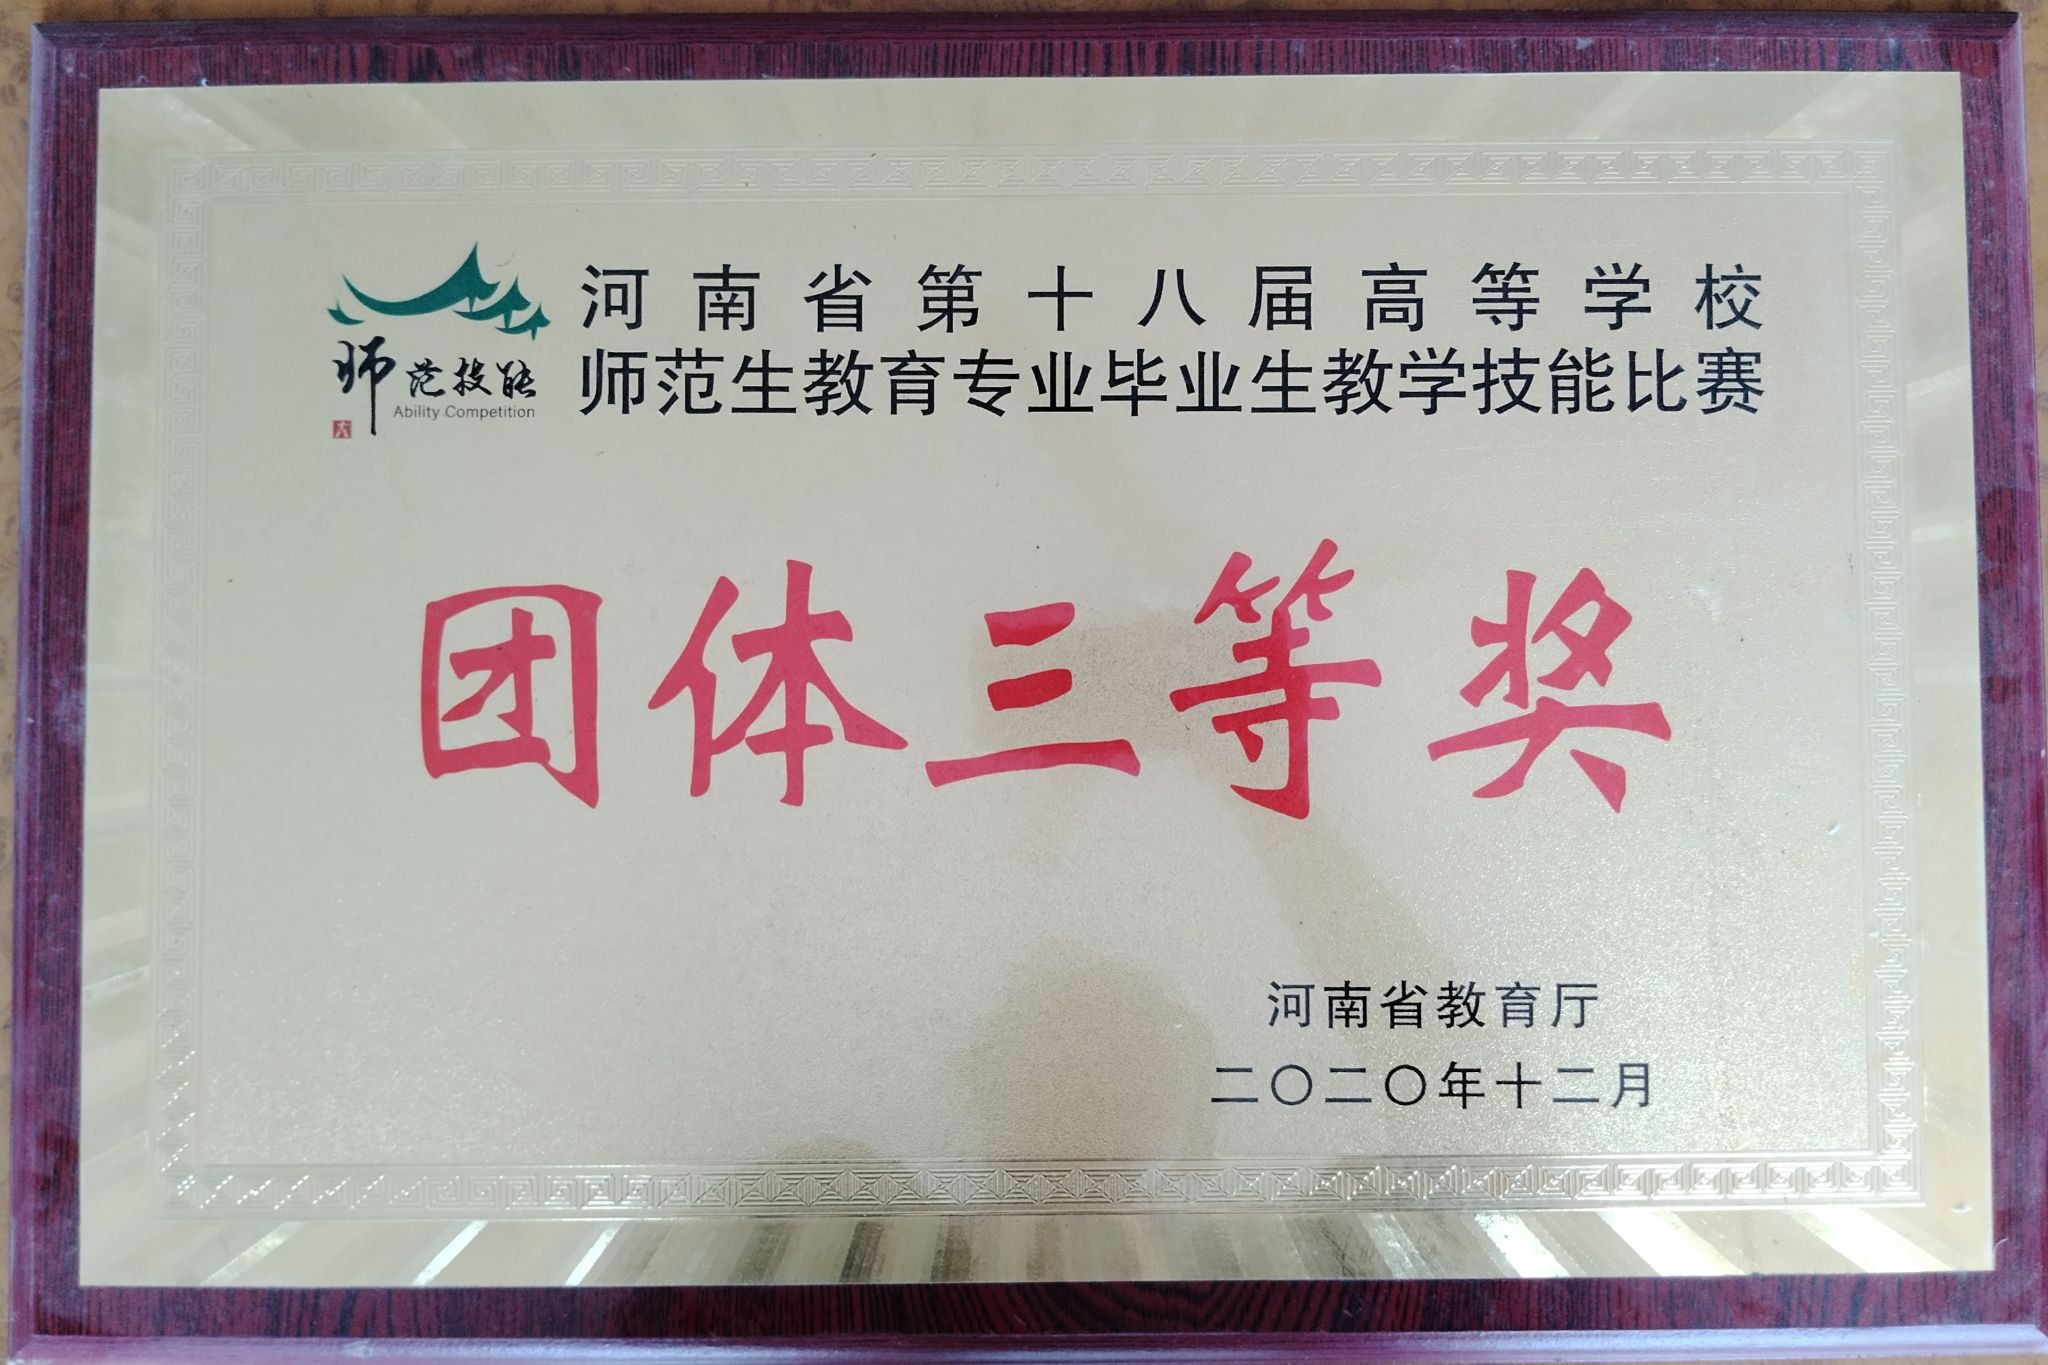 河南省第十八届高等学校
师范生教育专业毕业生教学技能比赛
师范技能
Ability Competition
团体三等奖
河南省教育厅
二〇二〇年十二月